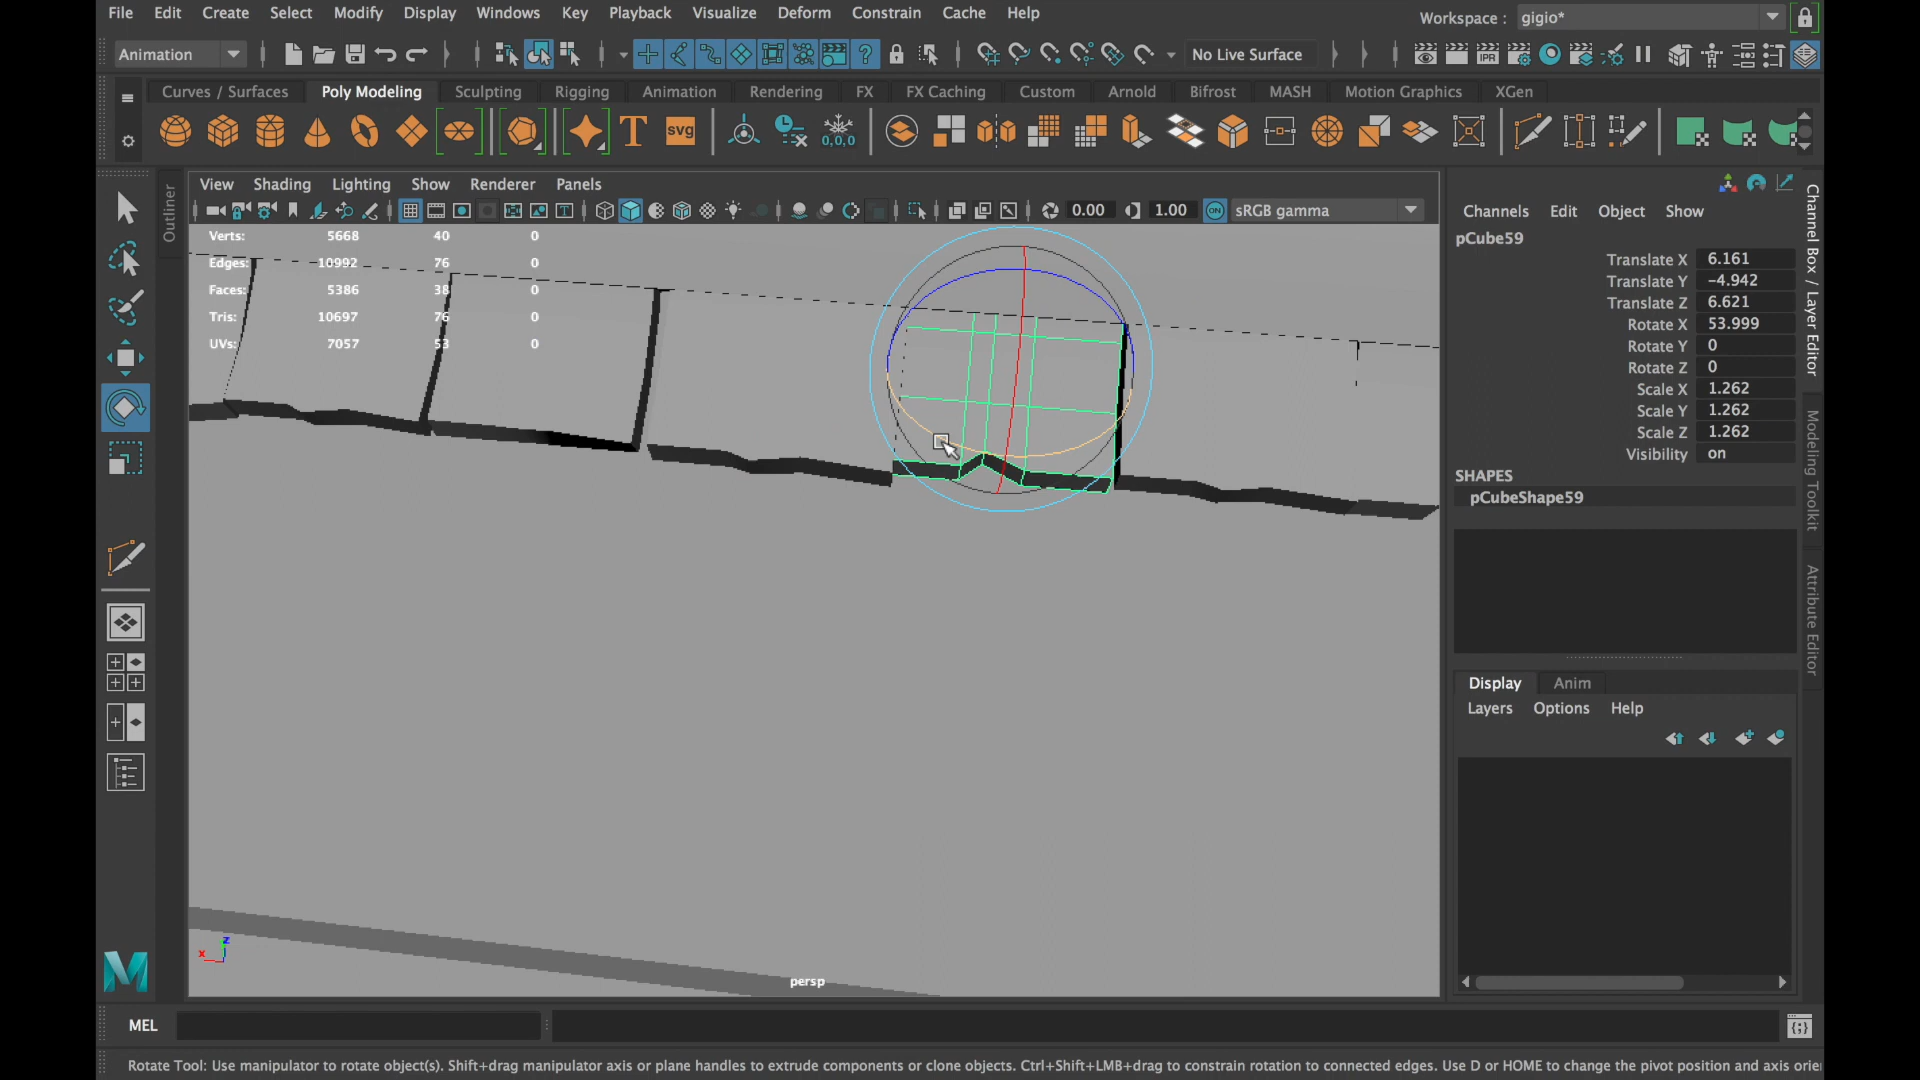 File Edit Create Select Modify Display Windows Key Playback Visualize Deform Constrain Cache Help
Workspace : gigio*
Animation
No Live Surface
Curves / Surfaces Poly Modeling Sculpting Rigging Animation Rendering FX FX Caching Custom Arnold Bifrost MASH Motion Graphics XGen
T svg 0,0,0
View Shading Lighting Show Renderer Panels
0.00 1.00 ON sRGB gamma
Outliner
Verts: 5668 40 0
Edges: 10992 76 0
Faces: 5386 38 0
Tris: 10697 76 0
UVs: 7057 53 0
z
x
persp
Channels Edit Object Show
pCube59
Translate X 6.161
Translate Y -4.942
Translate Z 6.621
Rotate X 53.999
Rotate Y 0
Rotate Z 0
Scale X 1.262
Scale Y 1.262
Scale Z 1.262
Visibility on
SHAPES
pCubeShape59
Display Anim
Layers Options Help
Channel Box / Layer Editor
Modeling Toolkit
Attribute Editor
MEL
Rotate Tool: Use manipulator to rotate object(s). Shift+drag manipulator axis or plane handles to extrude components or clone objects. Ctrl+Shift+LMB+drag to constrain rotation to connected edges. Use D or HOME to change the pivot position and axis orie